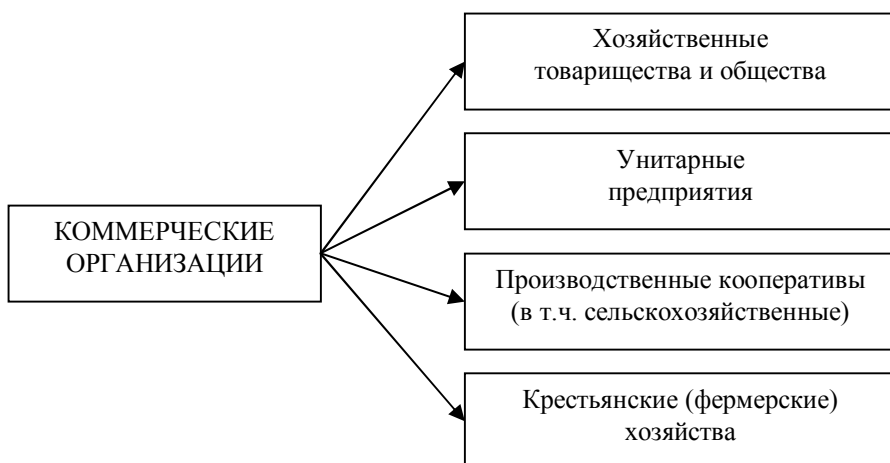 Хозяйственные
товарищества и общества
Унитарные
предприятия
КОММЕРЧЕСКИЕ
ОРГАНИЗАЦИИ
Производственные кооперативы
(в т.ч. сельскохозяйственные)
Крестьянские (фермерские)
хозяйства